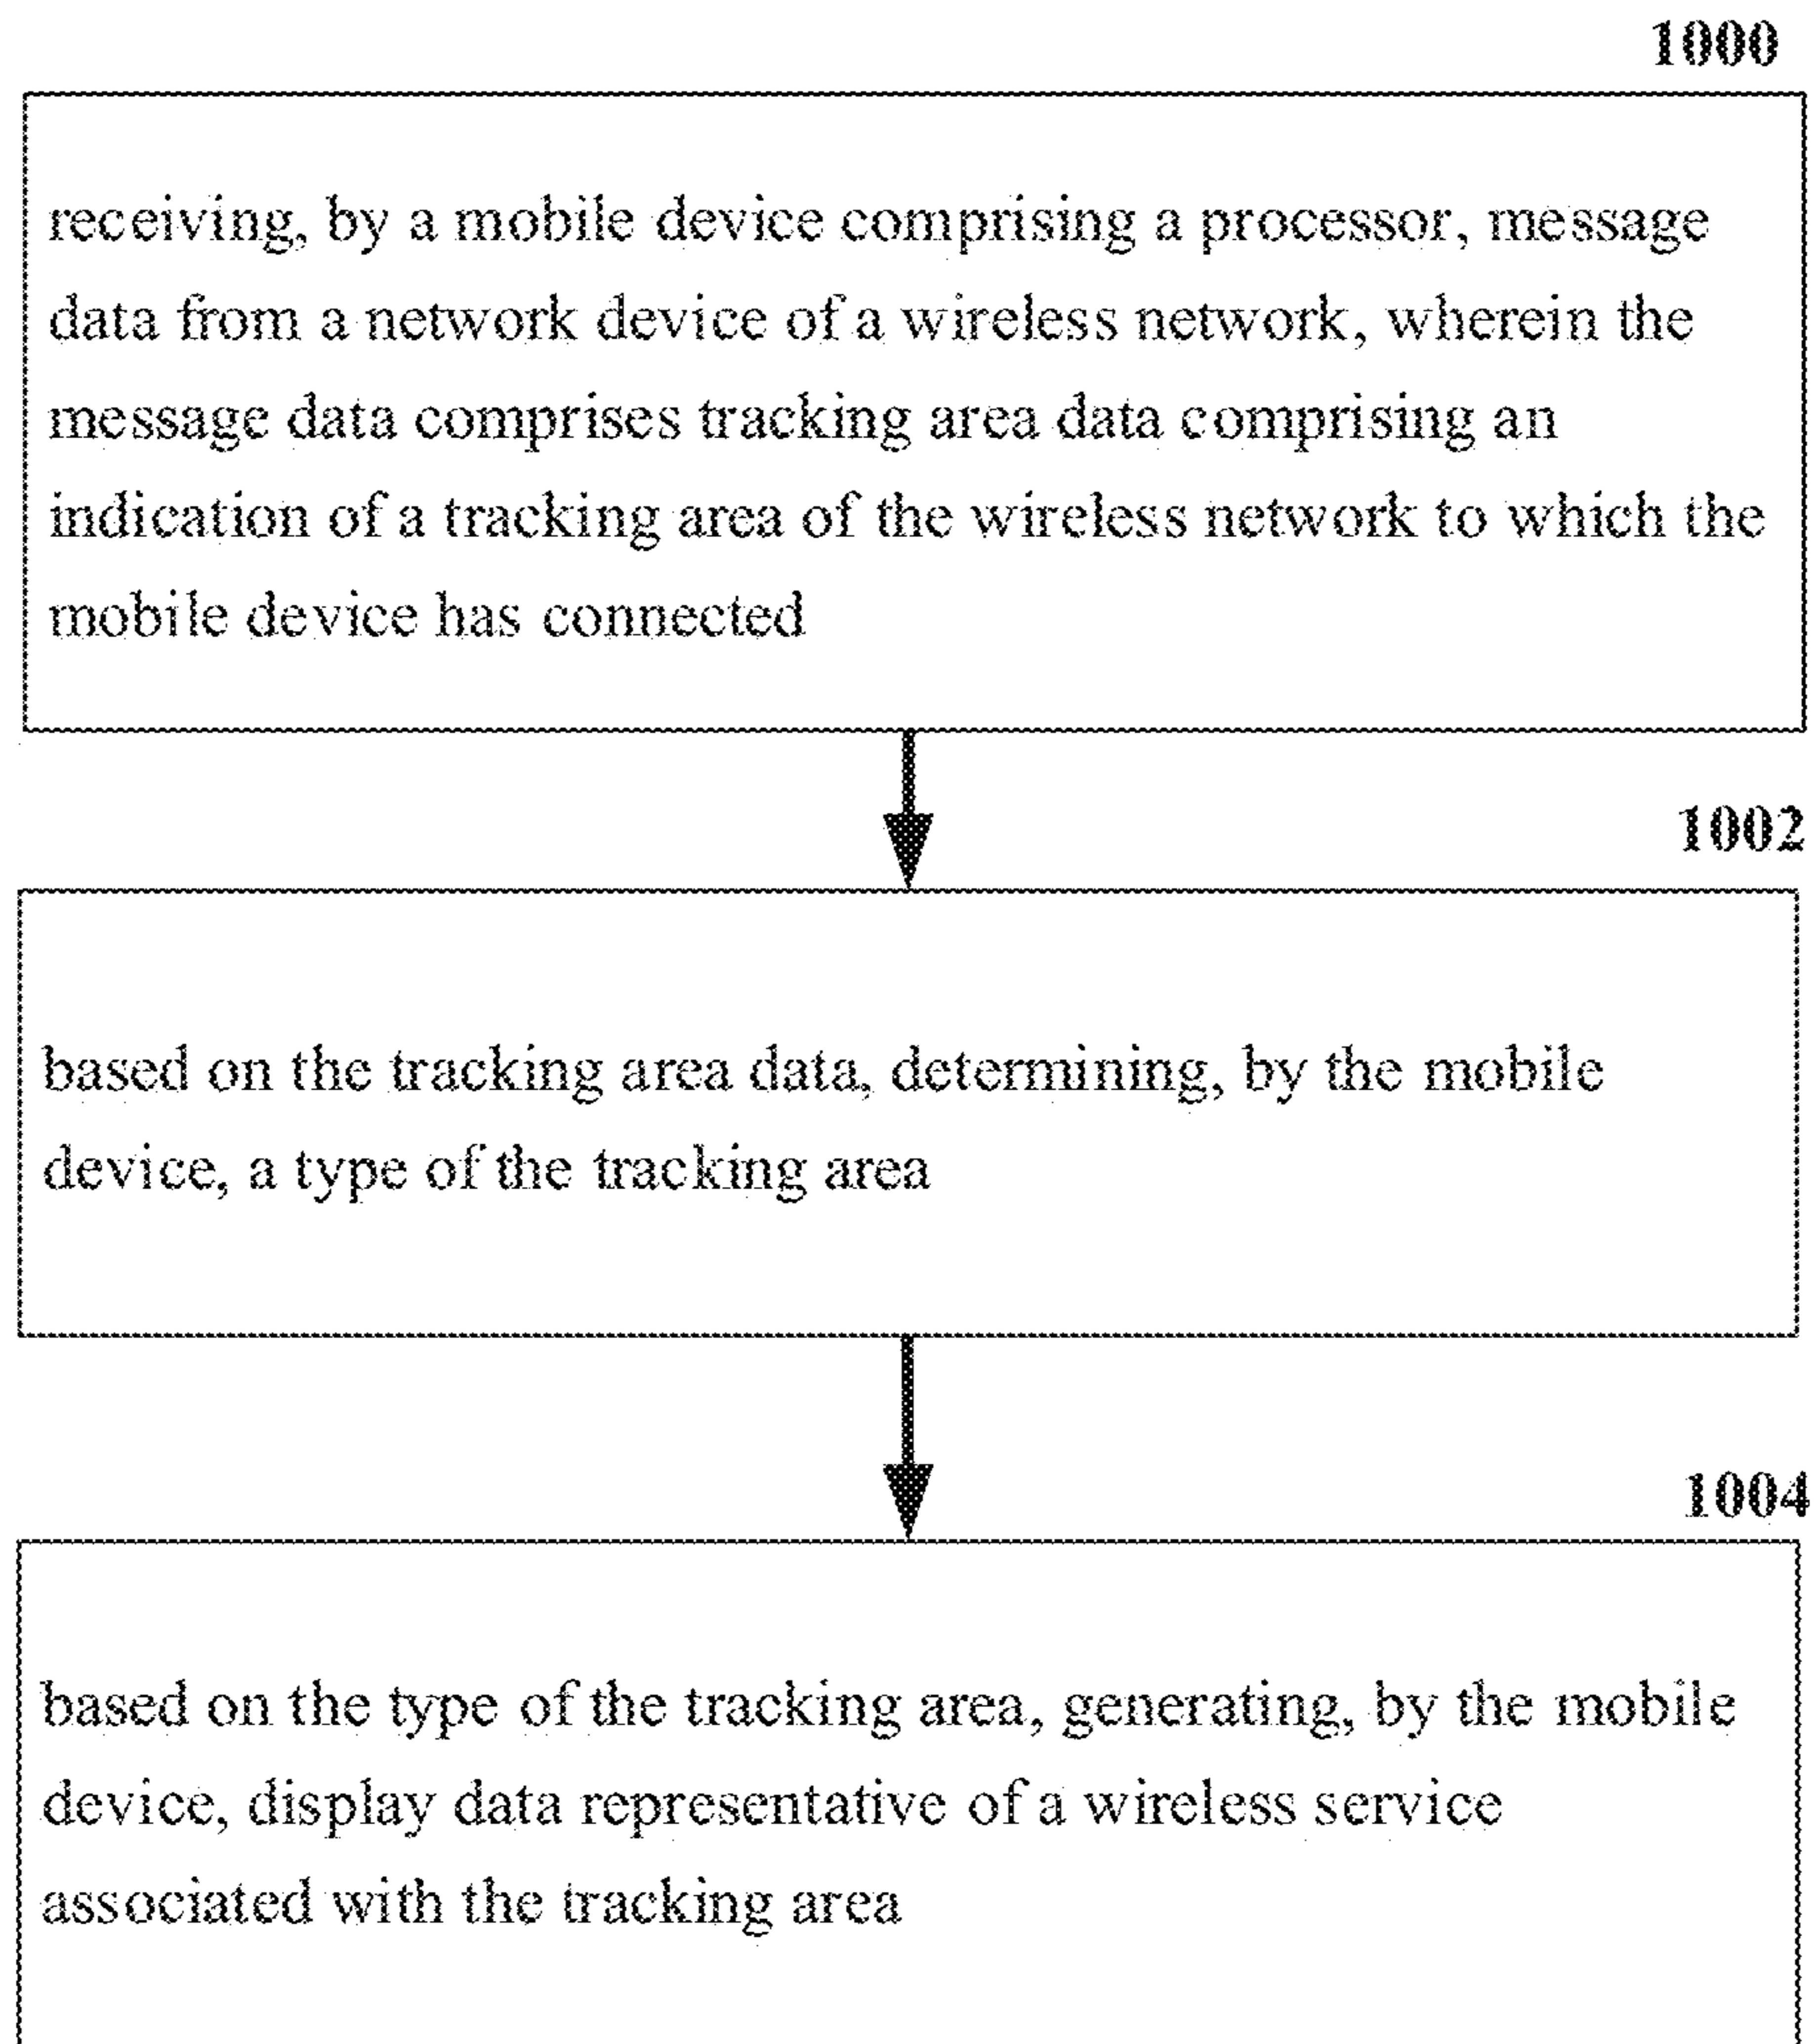 1000
receiving, by a mobile device comprising a processor, message
data from a network device of a wireless network, wherein the
message data comprises tracking area data comprising an
indication of a tracking area of the wireless network to which the
mobile device has connected
1002
based on the tracking area data, determining, by the mobile
device, a type of the tracking area
1004
based on the type of the tracking area, generating, by the mobile
device, display data representative of a wireless service
associated with the tracking area